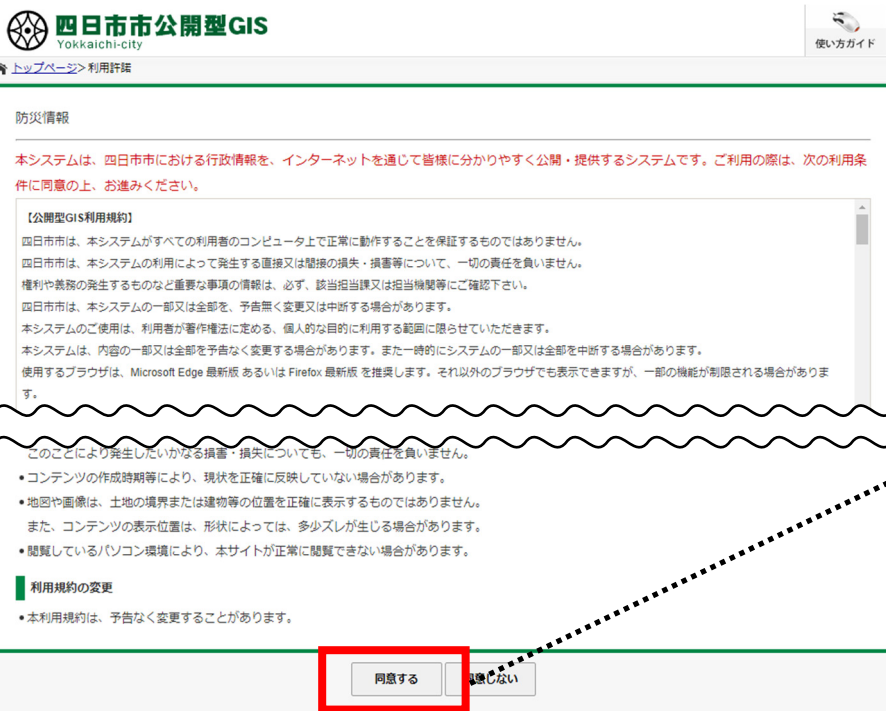 四日市市公開型GIS
Yokkaichi-city
使い方ガイド
トップページ>利用許諾
防災情報
本システムは、四日市市における行政情報を、インターネットを通じて皆様に分かりやすく公開・提供するシステムです。ご利用の際は、次の利用条
件に同意の上、お進みください。
【公開型GIS利用規約】
四日市市は、本システムがすべての利用者のコンピュータ上で正常に動作することを保証するものではありません。
四日市市は、本システムの利用によって発生する直接又は間接の損失・損害等について、一切の責任を負いません。
権利や義務の発生するものなど重要な事項の情報は、必ず、該当担当課又は担当機関等にご確認下さい。
四日市市は、本システムの一部又は全部を、予告無く変更又は中断する場合があります。
本システムのご使用は、利用者が著作権法に定める、個人的な目的に利用する範囲に限らせていただきます。
本システムは、内容の一部又は全部を予告なく変更する場合があります。また一時的にシステムの一部又は全部を中断する場合があります。
使用するブラウザは、Microsoft Edge 最新版 あるいは Firefox 最新版 を推奨します。それ以外のブラウザでも表示できますが、一部の機能が制限される場合がありま
す。
このことにより発生したいかなる損害・損失についても、一切の責任を負いません。
•コンテンツの作成時期等により、現状を正確に反映していない場合があります。
•地図や画像は、土地の境界または建物等の位置を正確に表示するものではありません。
また、コンテンツの表示位置は、形状によっては、多少ズレが生じる場合があります。
•閲覧しているパソコン環境により、本サイトが正常に閲覧できない場合があります。
利用規約の変更
•本利用規約は、予告なく変更することがあります。
同意する
同意しない